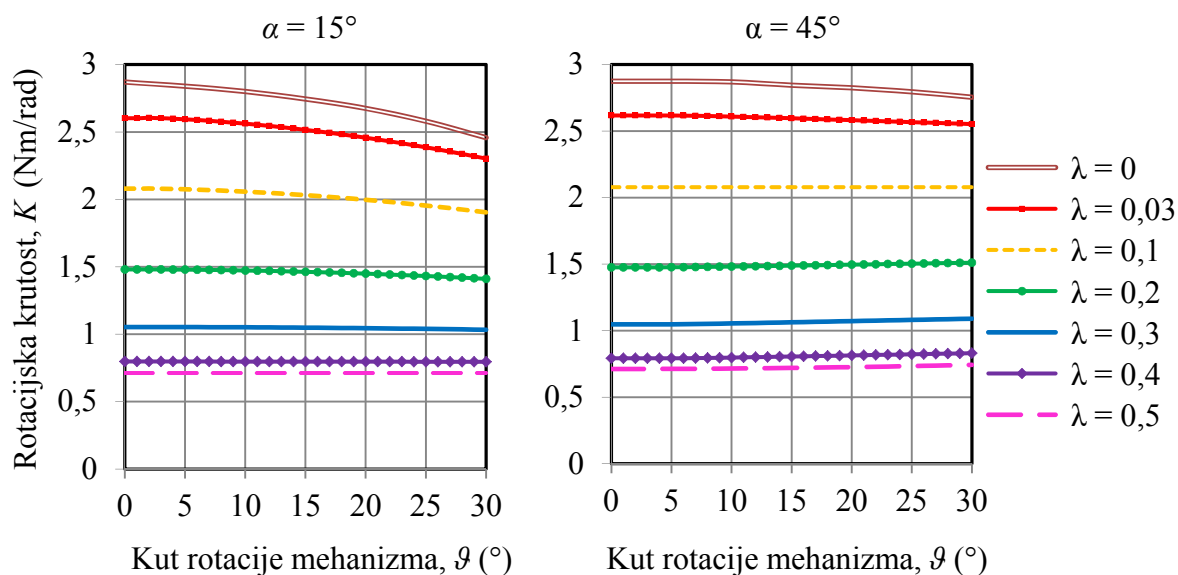 α = 15°
3
2,5
2
1,5
1
0,5
0
0 5 10 15 20 25 30
Rotacijska krutost, K (Nm/rad)
Kut rotacije mehanizma, ϑ (°)
α = 45°
3
2,5
2
1,5
1
0,5
0
0 5 10 15 20 25 30
Kut rotacije mehanizma, ϑ (°)
λ = 0
λ = 0,03
λ = 0,1
λ = 0,2
λ = 0,3
λ = 0,4
λ = 0,5